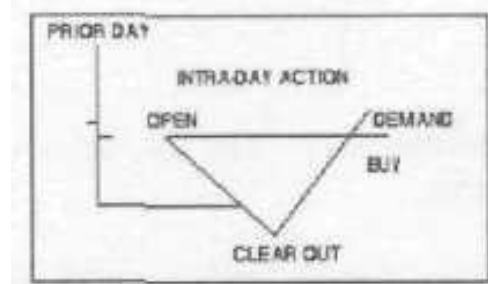 PRIOR DAY
INTRA-DAY ACTION
OPEN
DEMAND
BUY
CLEAR OUT